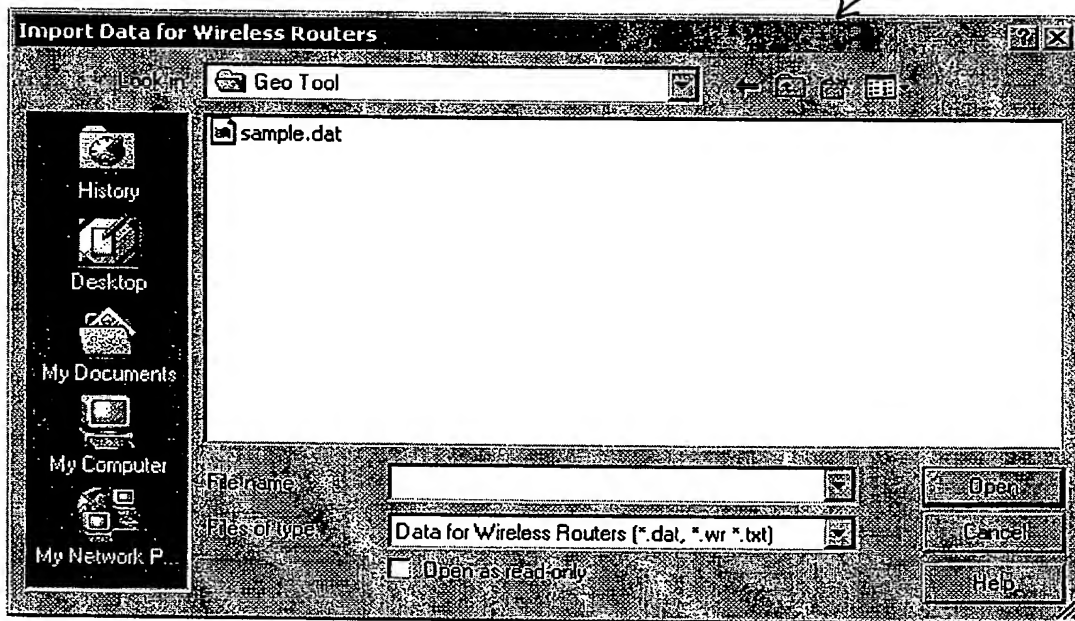 Import Data for Wireless Routers
Look in:
Geo Tool
sample.dat
History
Desktop
My Documents
My Computer
My Network P...
File name:
Files of type:
Data for Wireless Routers (*.dat, *.wr *.txt)
Open as read-only
Open
Cancel
Help